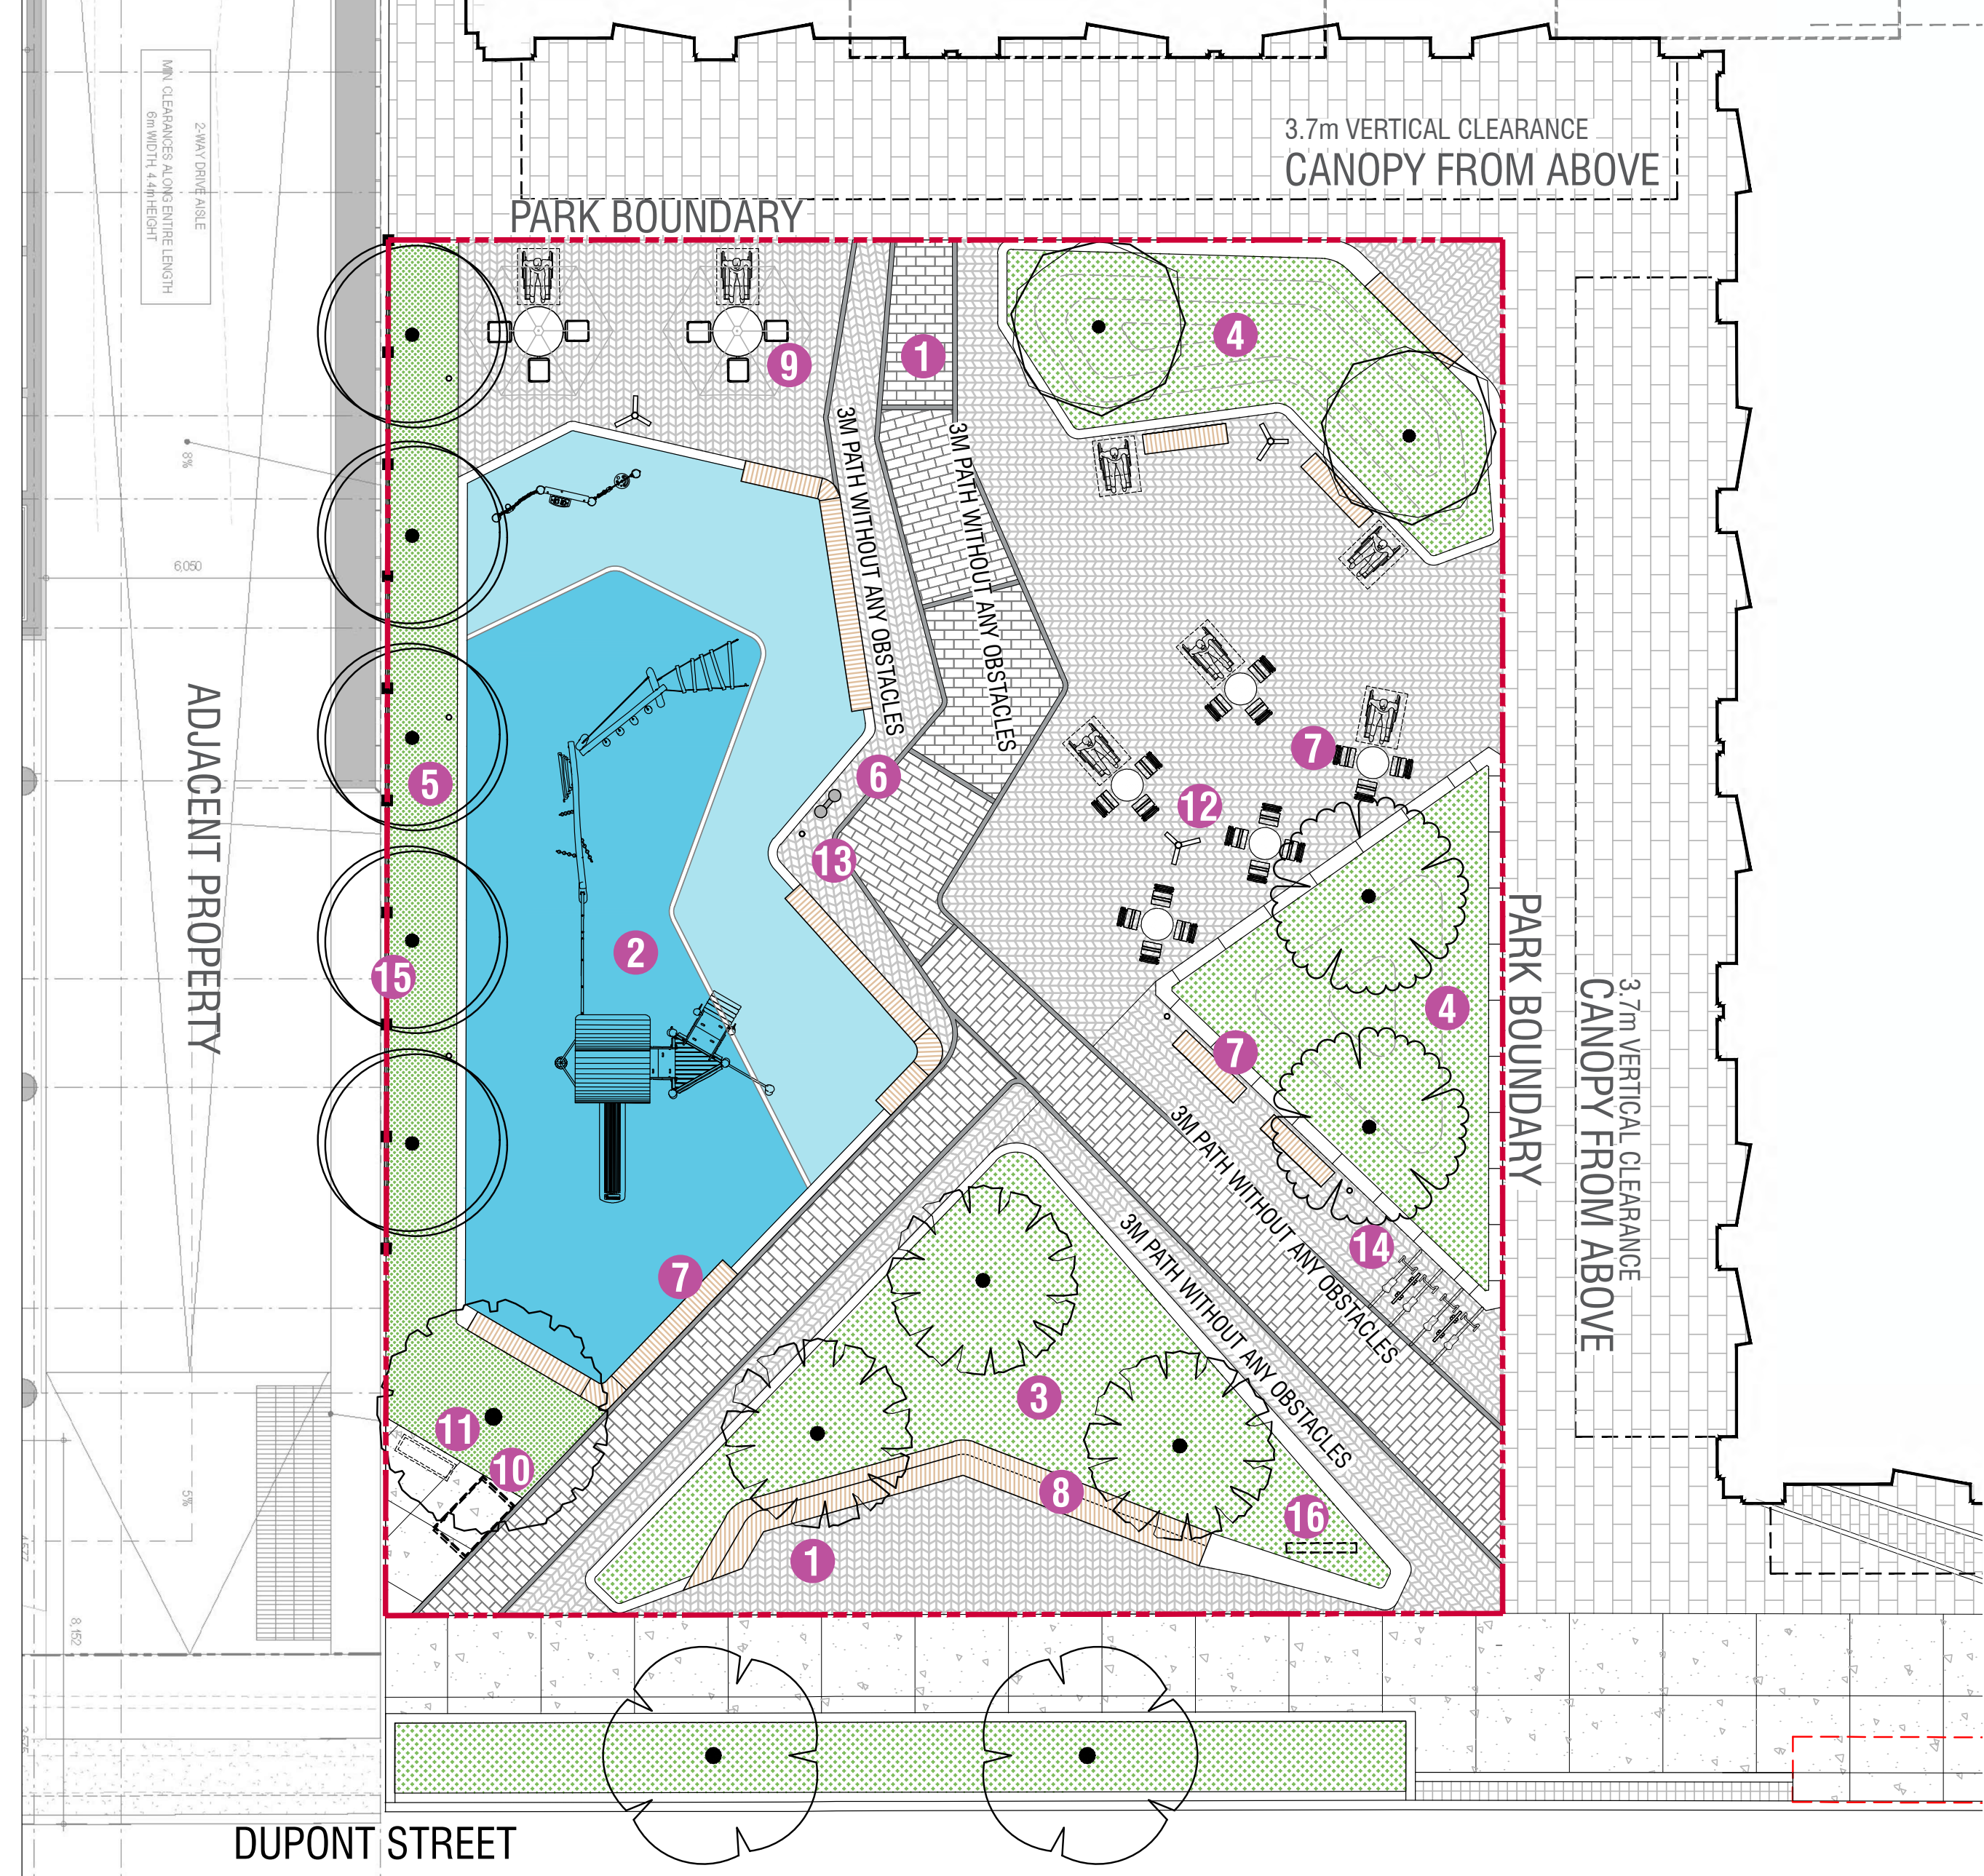 3.7m VERTICAL CLEARANCE
CANOPY FROM ABOVE
PARK BOUNDARY
2-WAY DRIVE AISLE
MIN. CLEARANCES ALONG ENTIRE LENGTH
6m WIDTH, 4.4m HEIGHT
4
1
9
3M PATH WITHOUT ANY OBSTACLES
3M PATH WITHOUT ANY OBSTACLES
8%
6,050
ADJACENT PROPERTY
5
6
7
12
13
2
15
4
7
PARK BOUNDARY
3.7m VERTICAL CLEARANCE
CANOPY FROM ABOVE
3M PATH WITHOUT ANY OBSTACLES
3M PATH WITHOUT ANY OBSTACLES
14
7
3
11
10
8
16
1
5%
8,152
DUPONT STREET